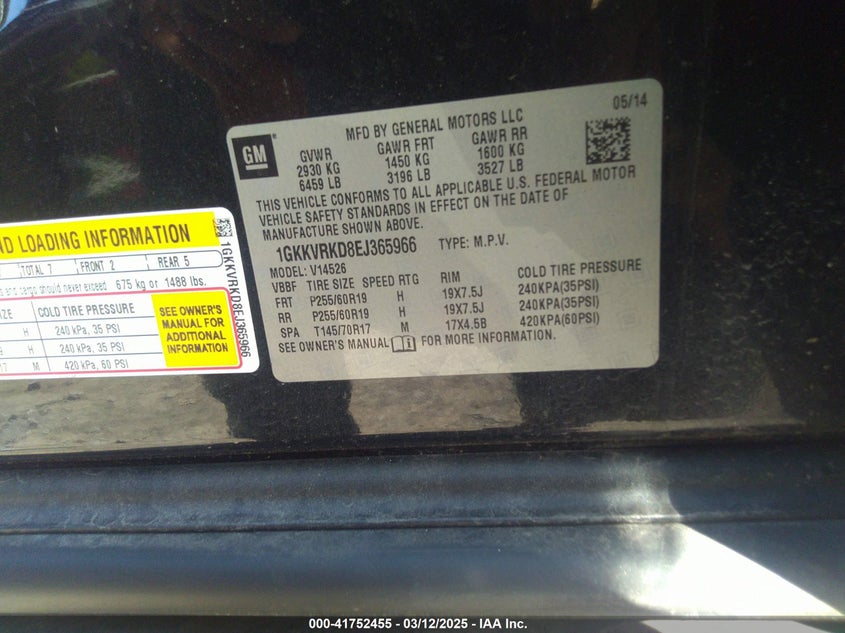 05/14
GM
MFD BY GENERAL MOTORS LLC
GVWR GAWR FRT GAWR RR
2930 KG 1450 KG 1600 KG
6459 LB 3196 LB 3527 LB
THIS VEHICLE CONFORMS TO ALL APPLICABLE U.S. FEDERAL MOTOR
VEHICLE SAFETY STANDARDS IN EFFECT ON THE DATE OF
MANUFACTURE SHOWN ABOVE.
1GKKVRKD8EJ365966 TYPE: M.P.V.
MODEL: V14526
VBBF TIRE SIZE SPEED RTG RIM COLD TIRE PRESSURE
FRT P255/60R19 H 19X7.5J 240KPA(35PSI)
RR P255/60R19 H 19X7.5J 240KPA(35PSI)
SPA T145/70R17 M 17X4.5B 420KPA(60PSI)
SEE OWNER'S MANUAL FOR MORE INFORMATION.
LOADING INFORMATION
TOTAL 7 FRONT 2 REAR 5
and cargo should never exceed 675 kg or 1488 lbs.
COLD TIRE PRESSURE
H 240 kPa, 35 PSI
H 240 kPa, 35 PSI
M 420 kPa, 60 PSI
SEE OWNER'S
MANUAL FOR
ADDITIONAL
INFORMATION
1GKKVRKD8EJ365966
000-41752455 - 03/12/2025 - IAA Inc.